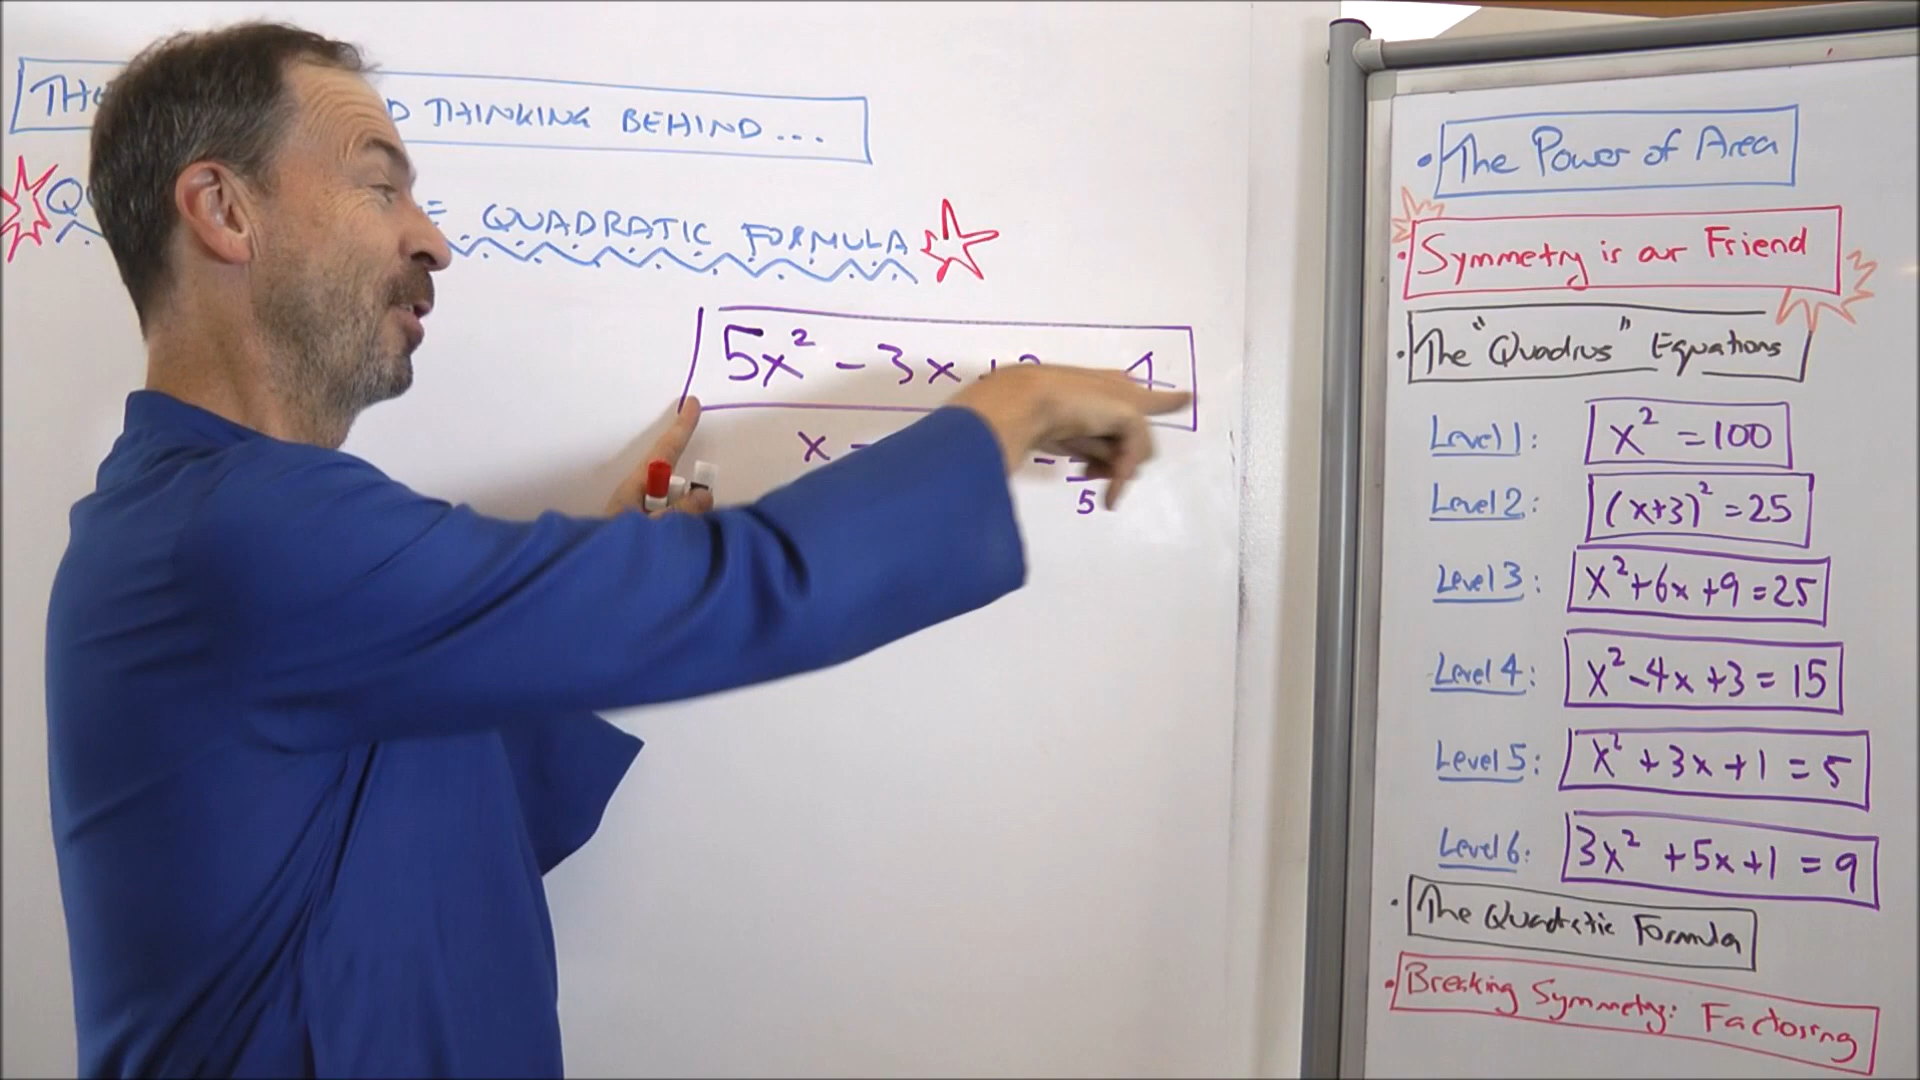 THINKING BEHIND...
QUADRATIC FORMULA
5x² - 3x
x
5
• The Power of Area
• Symmetry is our Friend
• The "Quadrus" Equations
Level 1: x² = 100
Level 2: (x+3)² = 25
Level 3: x² + 6x + 9 = 25
Level 4: x² - 4x + 3 = 15
Level 5: x² + 3x + 1 = 5
Level 6: 3x² + 5x + 1 = 9
• The Quadratic Formula
• Breaking Symmetry: Factoring